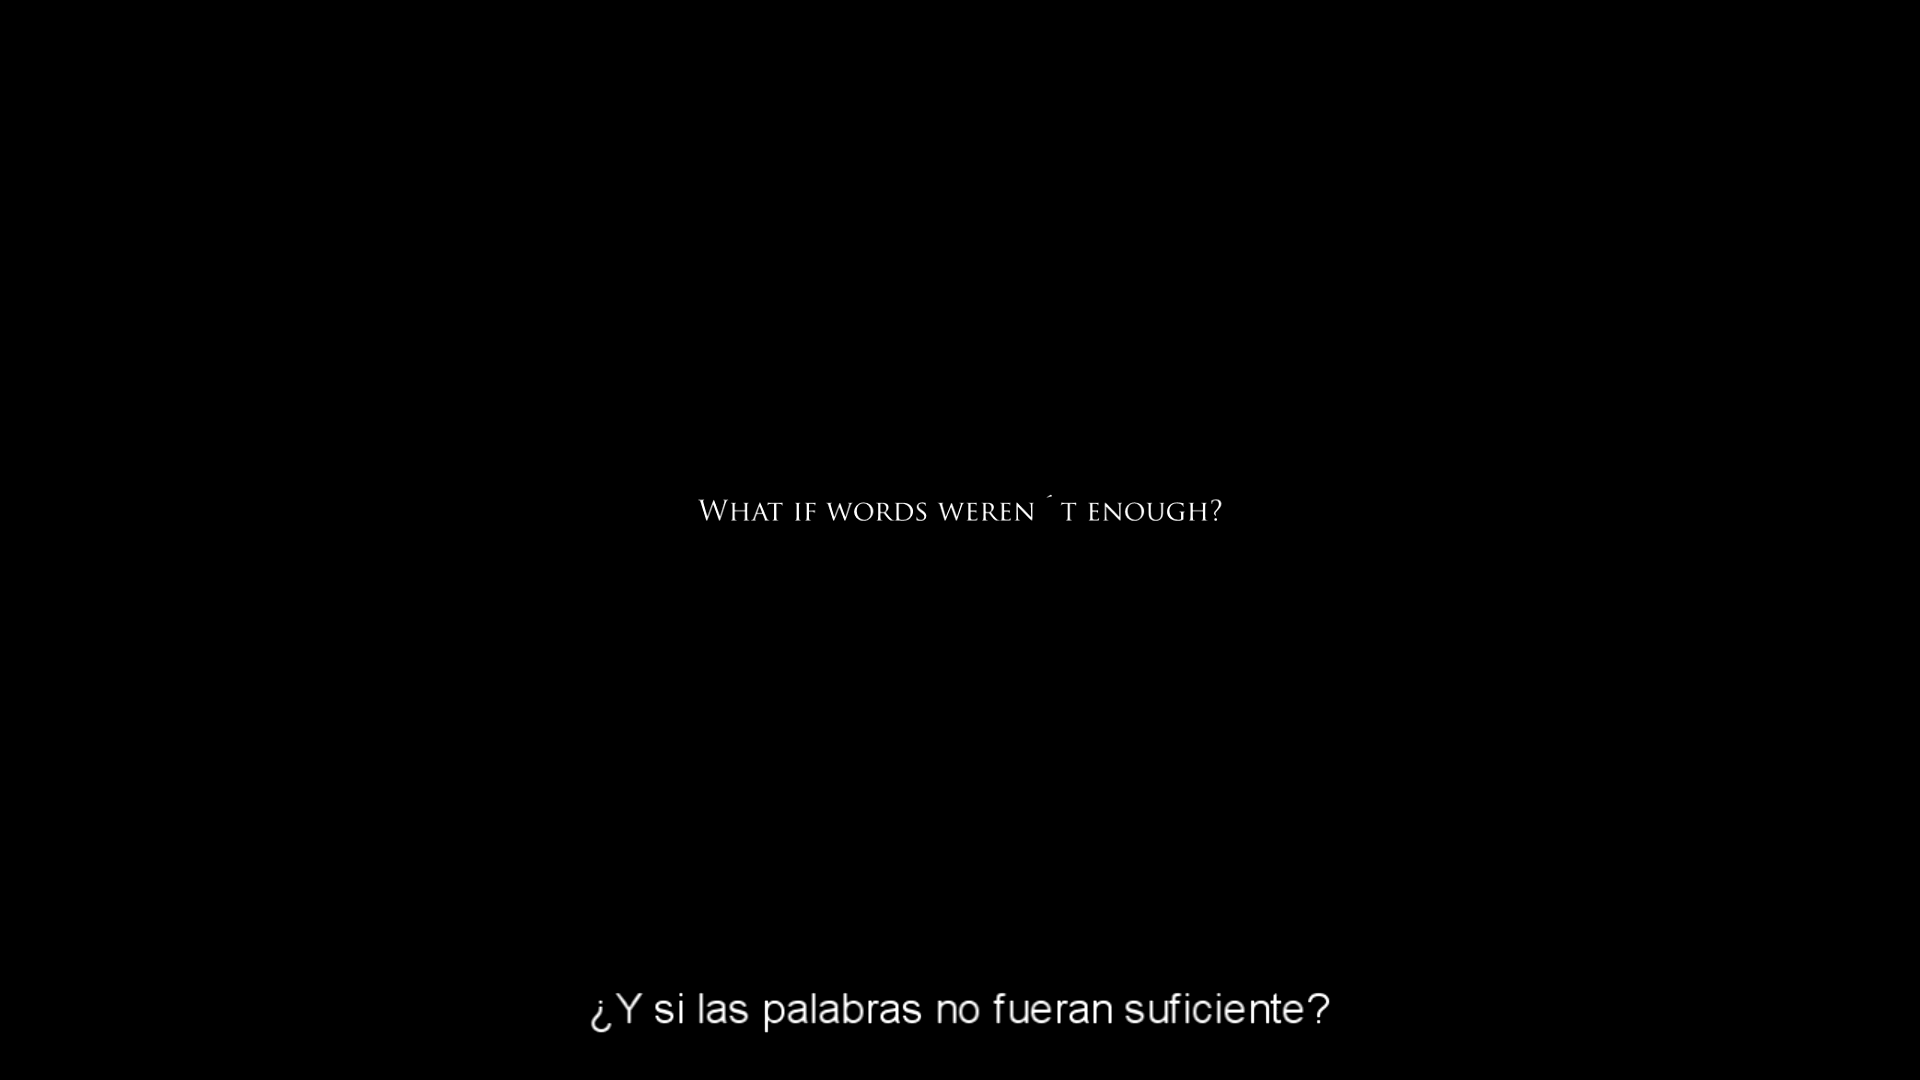 What if words weren´t enough?
¿Y si las palabras no fueran suficiente?